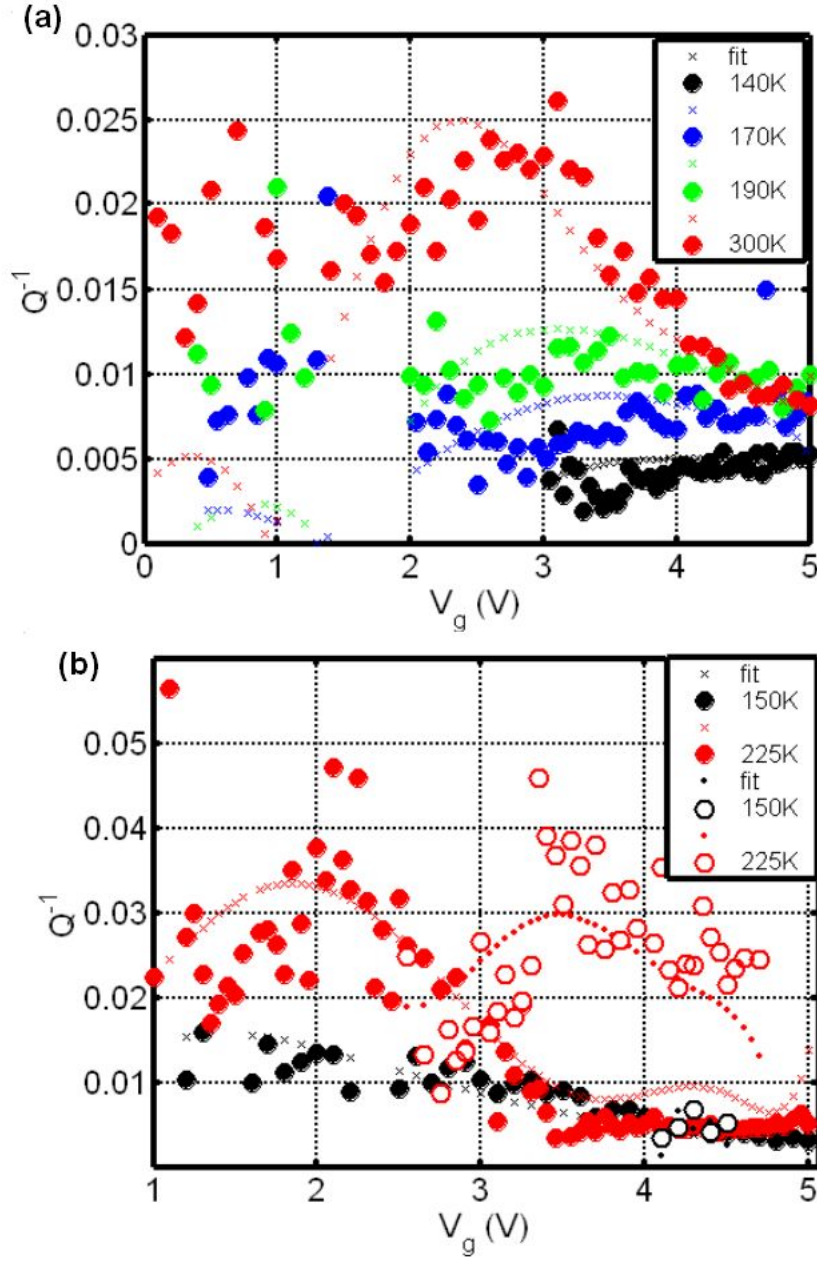 (a)
0.03
0.025
0.02
0.015
0.01
0.005
0
Q⁻¹
0 1 2 3 4 5
V_g (V)
fit
140K
170K
190K
300K
(b)
0.05
0.04
0.03
0.02
0.01
Q⁻¹
1 2 3 4 5
V_g (V)
fit
150K
225K
fit
150K
225K